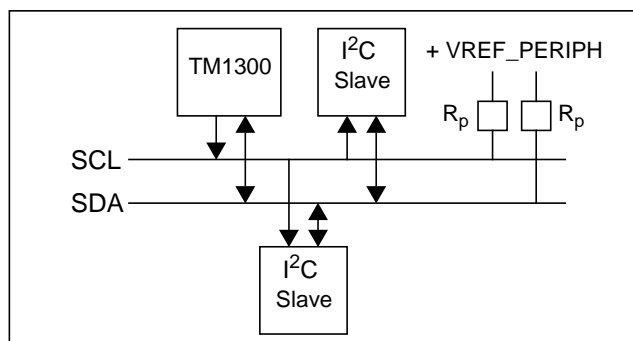 TM1300
I²C
Slave
+ VREF_PERIPH
Rp
Rp
SCL
SDA
I²C
Slave